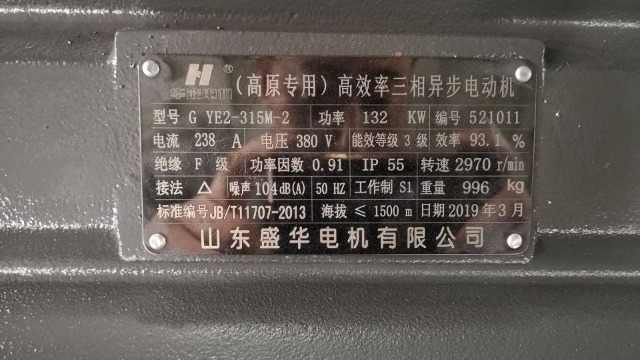 H ®
(高原专用) 高效率三相异步电动机
型号 G YE2-315M-2 功率 132 KW 编号 521011
电流 238 A 电压 380 V 能效等级 3 级 效率 93.1 %
绝缘 F 级 功率因数 0.91 IP 55 转速 2970 r/min
接法 △ 噪声 104 dB(A) 50 HZ 工作制 S1 重量 996 kg
标准编号 JB/T11707-2013 海拔 ≤ 1500 m 日期 2019 年 3 月
山东盛华电机有限公司